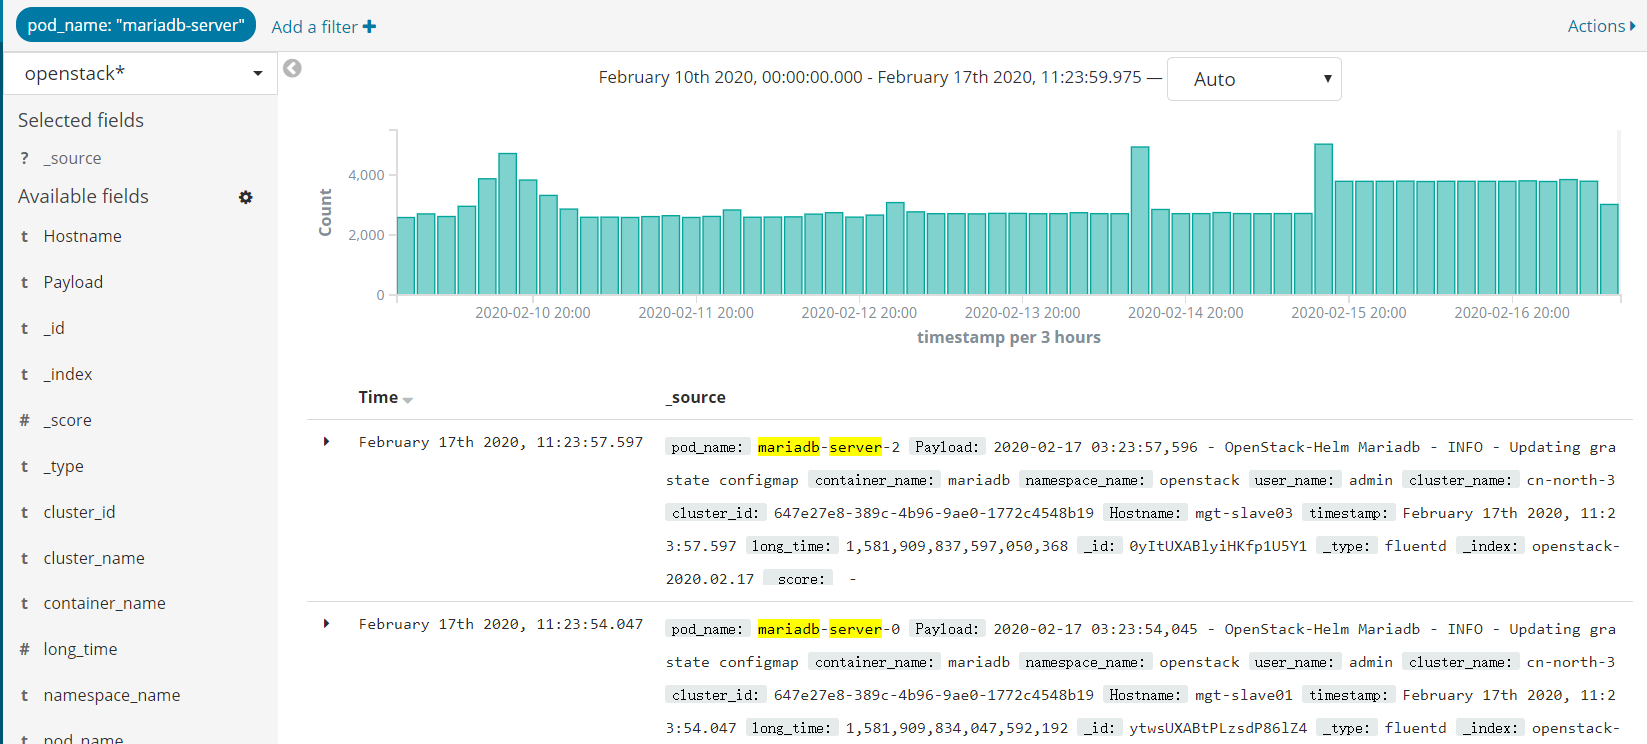 pod_name: "mariadb-server"
Add a filter +
Actions
openstack*
February 10th 2020, 00:00:00.000 - February 17th 2020, 11:23:59.975 —
Auto
Selected fields
? _source
Available fields
t Hostname
t Payload
t _id
t _index
# _score
t _type
t cluster_id
t cluster_name
t container_name
# long_time
t namespace_name
t pod_name
Count
4,000
2,000
0
2020-02-10 20:00
2020-02-11 20:00
2020-02-12 20:00
2020-02-13 20:00
2020-02-14 20:00
2020-02-15 20:00
2020-02-16 20:00
timestamp per 3 hours
Time
_source
February 17th 2020, 11:23:57.597
pod_name: mariadb-server-2 Payload: 2020-02-17 03:23:57,596 - OpenStack-Helm Mariadb - INFO - Updating gra
state configmap container_name: mariadb namespace_name: openstack user_name: admin cluster_name: cn-north-3
cluster_id: 647e27e8-389c-4b96-9ae0-1772c4548b19 Hostname: mgt-slave03 timestamp: February 17th 2020, 11:2
3:57.597 long_time: 1,581,909,837,597,050,368 _id: 0yItUXABlyiHKfp1U5Y1 _type: fluentd _index: openstack-
2020.02.17 _score: -
February 17th 2020, 11:23:54.047
pod_name: mariadb-server-0 Payload: 2020-02-17 03:23:54,045 - OpenStack-Helm Mariadb - INFO - Updating gra
state configmap container_name: mariadb namespace_name: openstack user_name: admin cluster_name: cn-north-3
cluster_id: 647e27e8-389c-4b96-9ae0-1772c4548b19 Hostname: mgt-slave01 timestamp: February 17th 2020, 11:2
3:54.047 long_time: 1,581,909,834,047,592,192 _id: ytwsUXABtPLzsdP86lZ4 _type: fluentd _index: openstack-